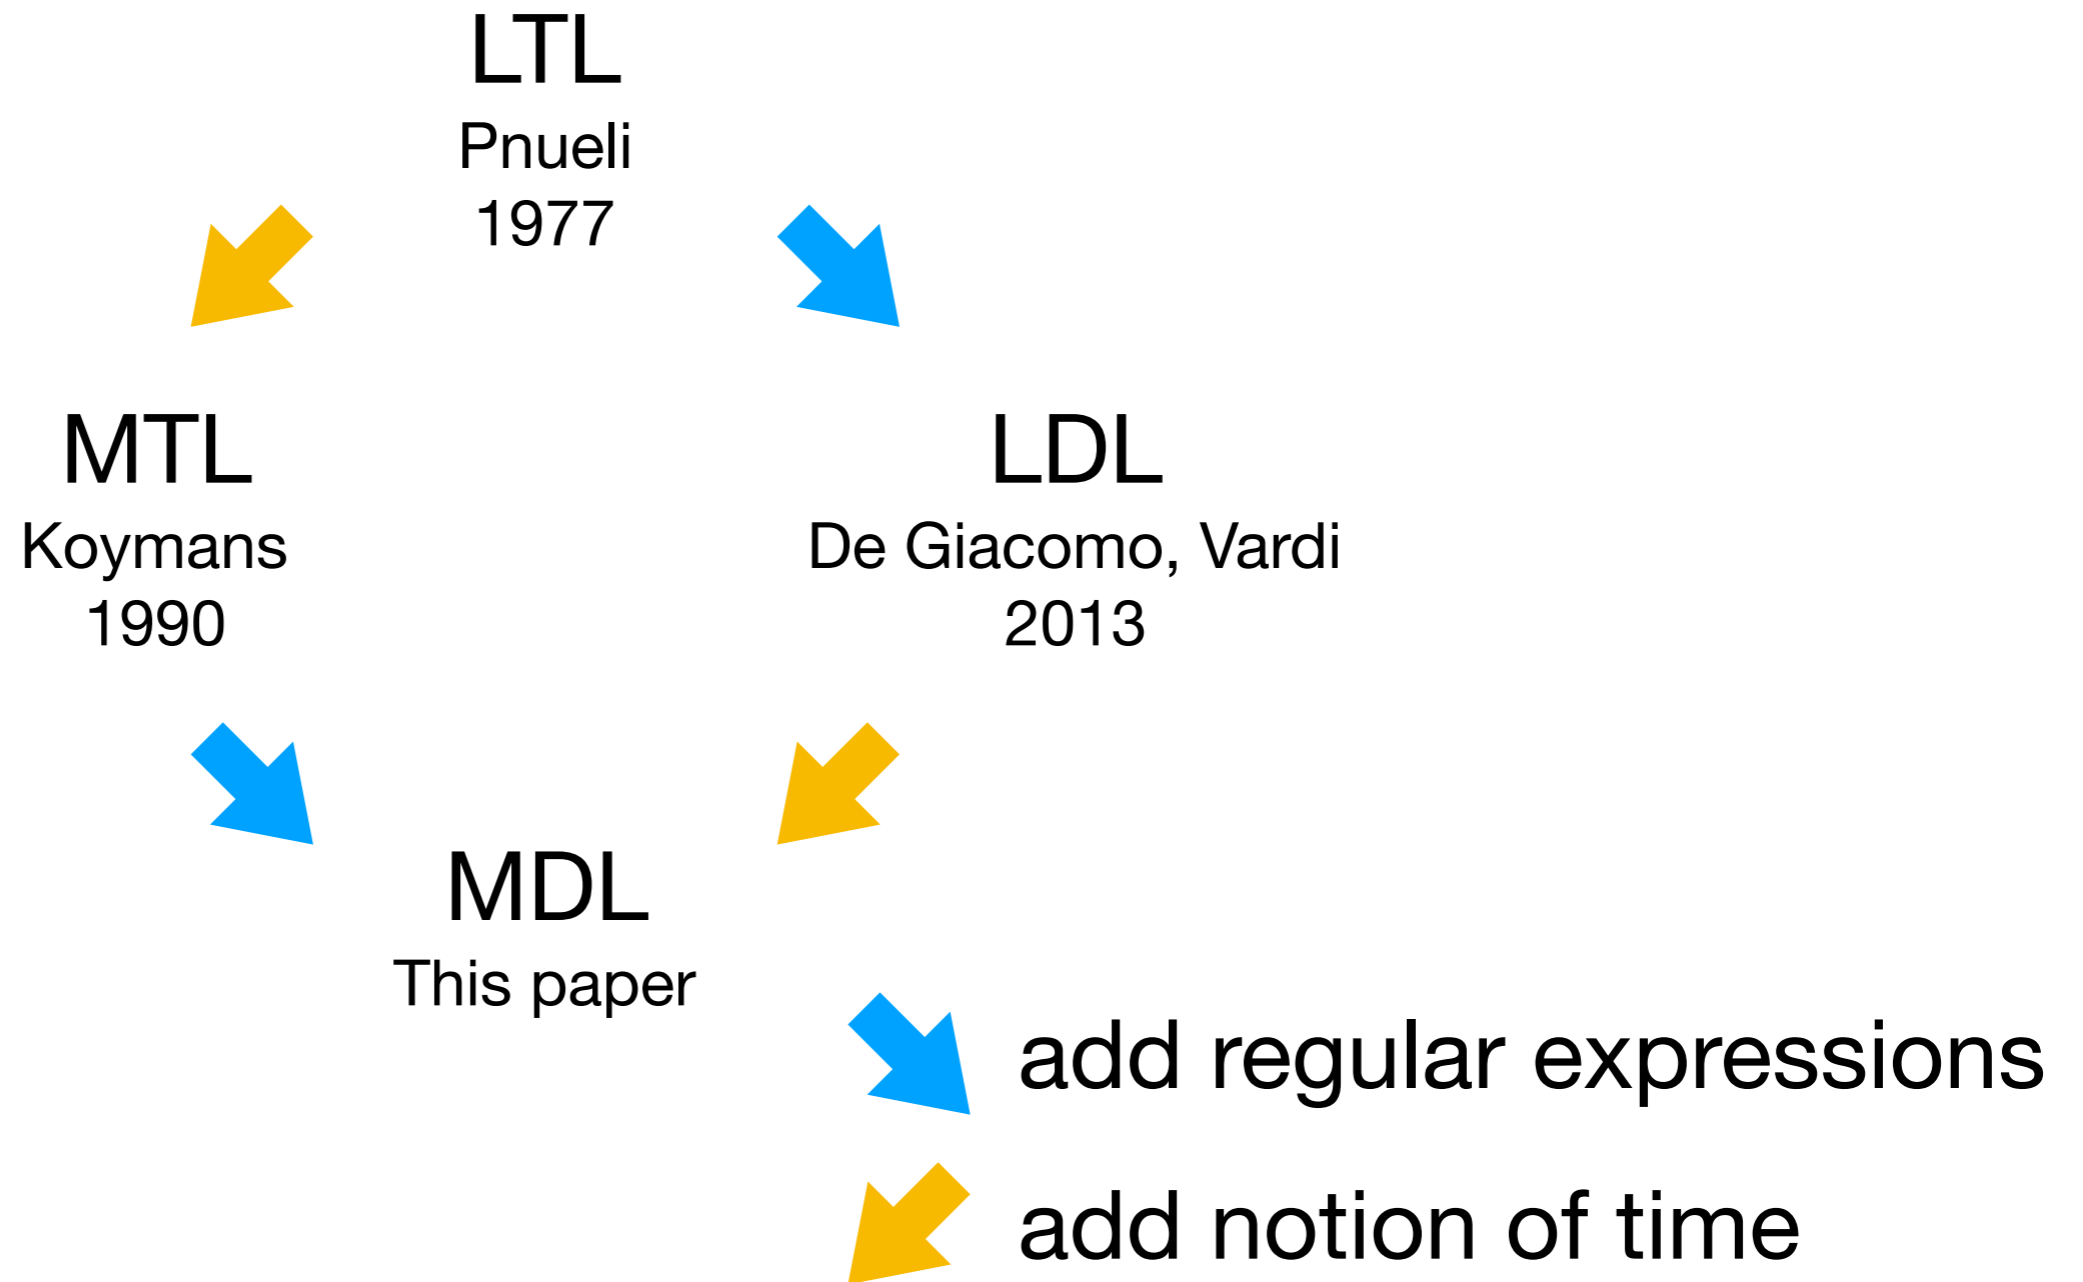 LTL
Pnueli
1977
MTL
Koymans
1990
LDL
De Giacomo, Vardi
2013
MDL
This paper
add regular expressions
add notion of time